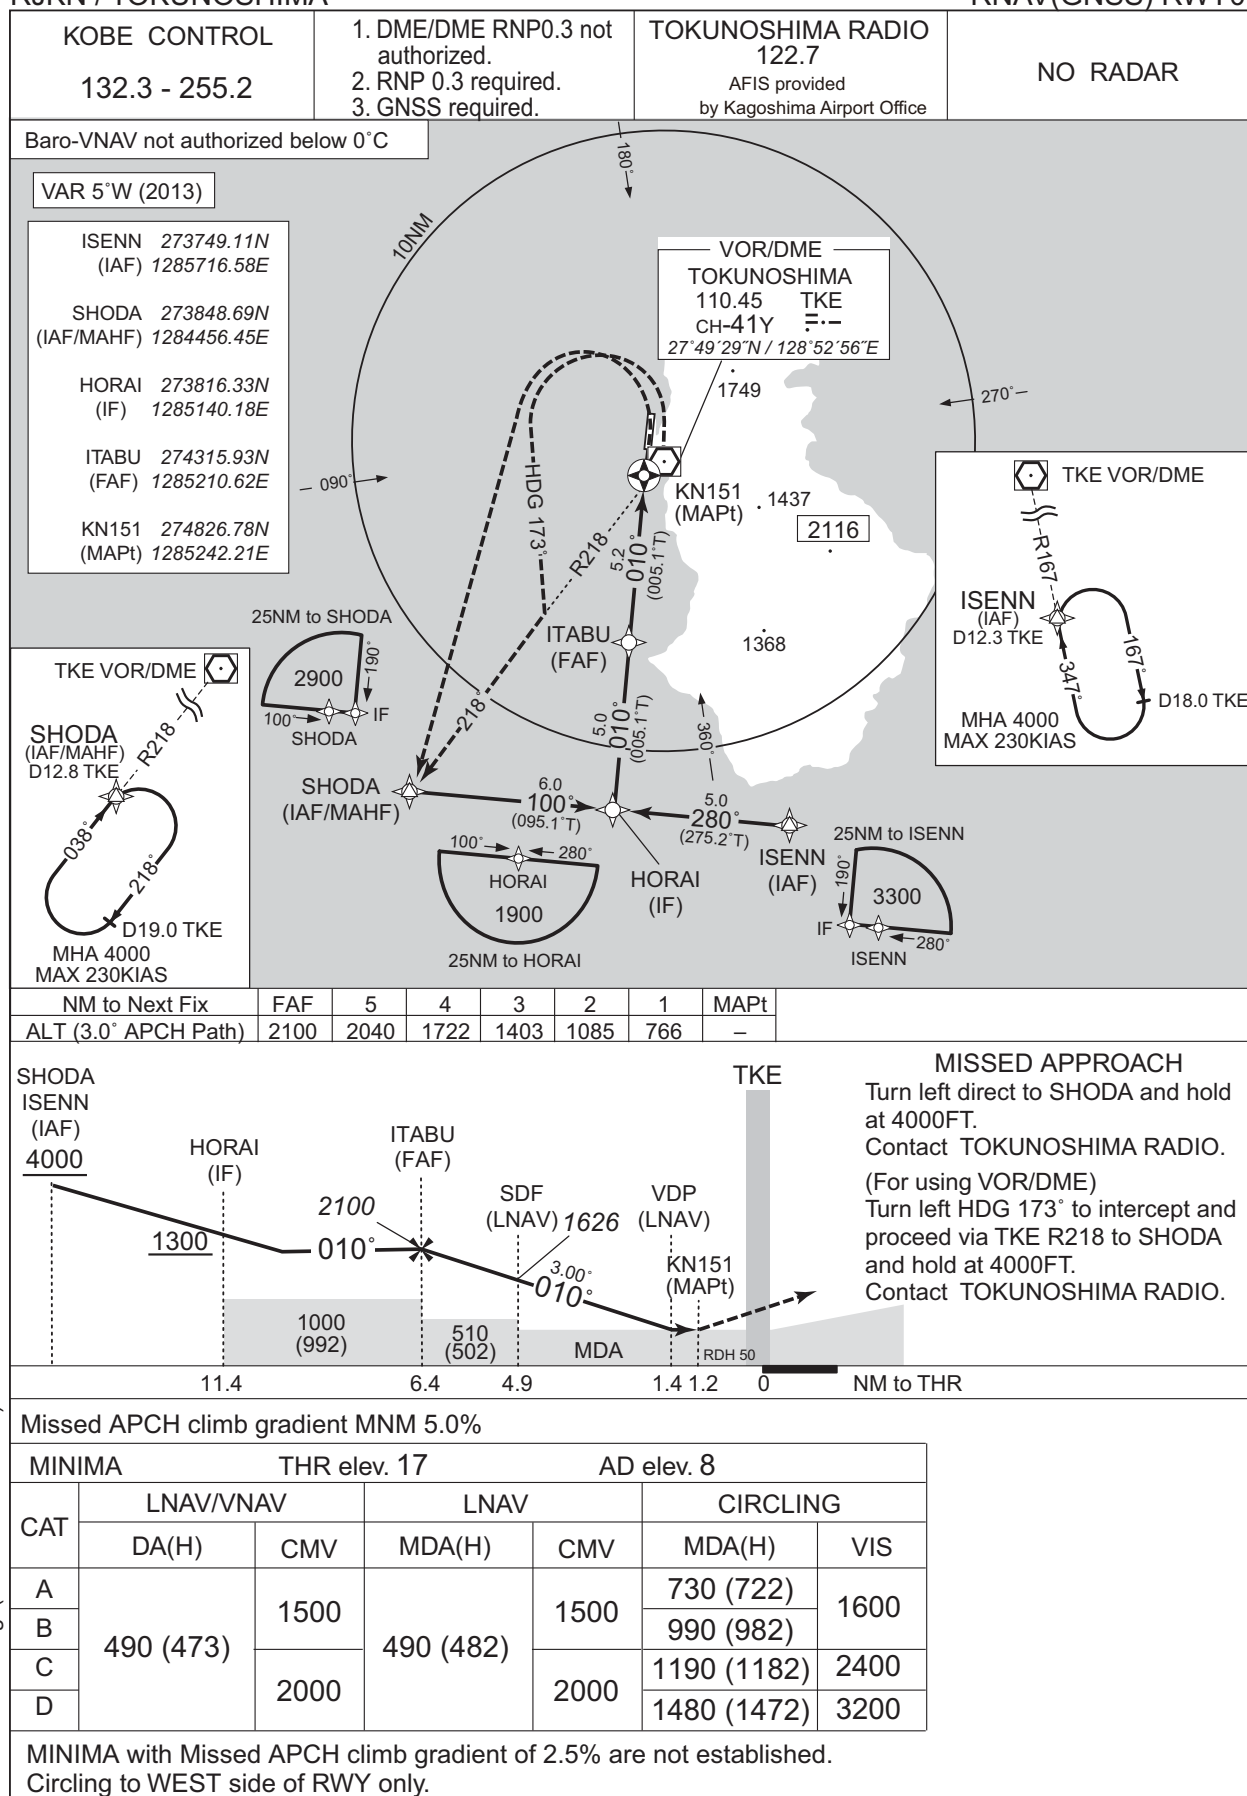 RJKN / TOKUNOSHIMA
RNAV(GNSS) RWY0
KOBE CONTROL
132.3 - 255.2
1. DME/DME RNP0.3 not
authorized.
2. RNP 0.3 required.
3. GNSS required.
TOKUNOSHIMA RADIO
122.7
AFIS provided
by Kagoshima Airport Office
NO RADAR
Baro-VNAV not authorized below 0˚C
VAR 5˚W (2013)
ISENN 273749.11N
(IAF) 1285716.58E
SHODA 273848.69N
(IAF/MAHF) 1284456.45E
HORAI 273816.33N
(IF) 1285140.18E
ITABU 274315.93N
(FAF) 1285210.62E
KN151 274826.78N
(MAPt) 1285242.21E
180˚
10NM
VOR/DME
TOKUNOSHIMA
110.45 TKE
CH-41Y
27˚49´29˝N / 128˚52´56˝E
1749
270˚
090˚
HDG 173˚
R218
KN151
(MAPt)
1437
2116
5.2
010˚
(005.1˚T)
ITABU
(FAF)
1368
5.0
010˚
(005.1˚T)
360˚
218˚
SHODA
(IAF/MAHF)
6.0
100˚
(095.1˚T)
5.0
280˚
(275.2˚T)
HORAI
(IF)
ISENN
(IAF)
25NM to SHODA
2900
190˚
100˚
IF
SHODA
TKE VOR/DME
SHODA
(IAF/MAHF)
D12.8 TKE
R218
038˚
218˚
D19.0 TKE
MHA 4000
MAX 230KIAS
100˚
280˚
HORAI
1900
25NM to HORAI
TKE VOR/DME
R167
ISENN
(IAF)
D12.3 TKE
167˚
347˚
D18.0 TKE
MHA 4000
MAX 230KIAS
25NM to ISENN
190˚
3300
IF
280˚
ISENN
NM to Next Fix FAF 5 4 3 2 1 MAPt
ALT (3.0˚ APCH Path) 2100 2040 1722 1403 1085 766 –
SHODA
ISENN
(IAF)
4000
HORAI
(IF)
1300
ITABU
(FAF)
2100
010˚
SDF
(LNAV)
1626
3.00˚
010˚
VDP
(LNAV)
KN151
(MAPt)
TKE
1000
(992)
510
(502)
MDA
RDH 50
11.4 6.4 4.9 1.4 1.2 0 NM to THR
MISSED APPROACH
Turn left direct to SHODA and hold
at 4000FT.
Contact TOKUNOSHIMA RADIO.
(For using VOR/DME)
Turn left HDG 173˚ to intercept and
proceed via TKE R218 to SHODA
and hold at 4000FT.
Contact TOKUNOSHIMA RADIO.
Missed APCH climb gradient MNM 5.0%
MINIMA THR elev. 17 AD elev. 8
CAT LNAV/VNAV LNAV CIRCLING
DA(H) CMV MDA(H) CMV MDA(H) VIS
A 490 (473) 1500 490 (482) 1500 730 (722) 1600
B 990 (982)
C 2000 2000 1190 (1182) 2400
D 1480 (1472) 3200
MINIMA with Missed APCH climb gradient of 2.5% are not established.
Circling to WEST side of RWY only.